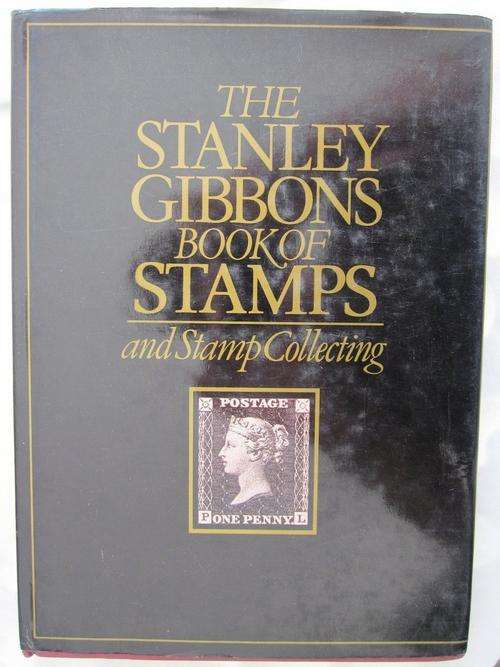 THE
STANLEY
GIBBONS
BOOK OF
STAMPS
and Stamp Collecting
POSTAGE
P ONE PENNY. L